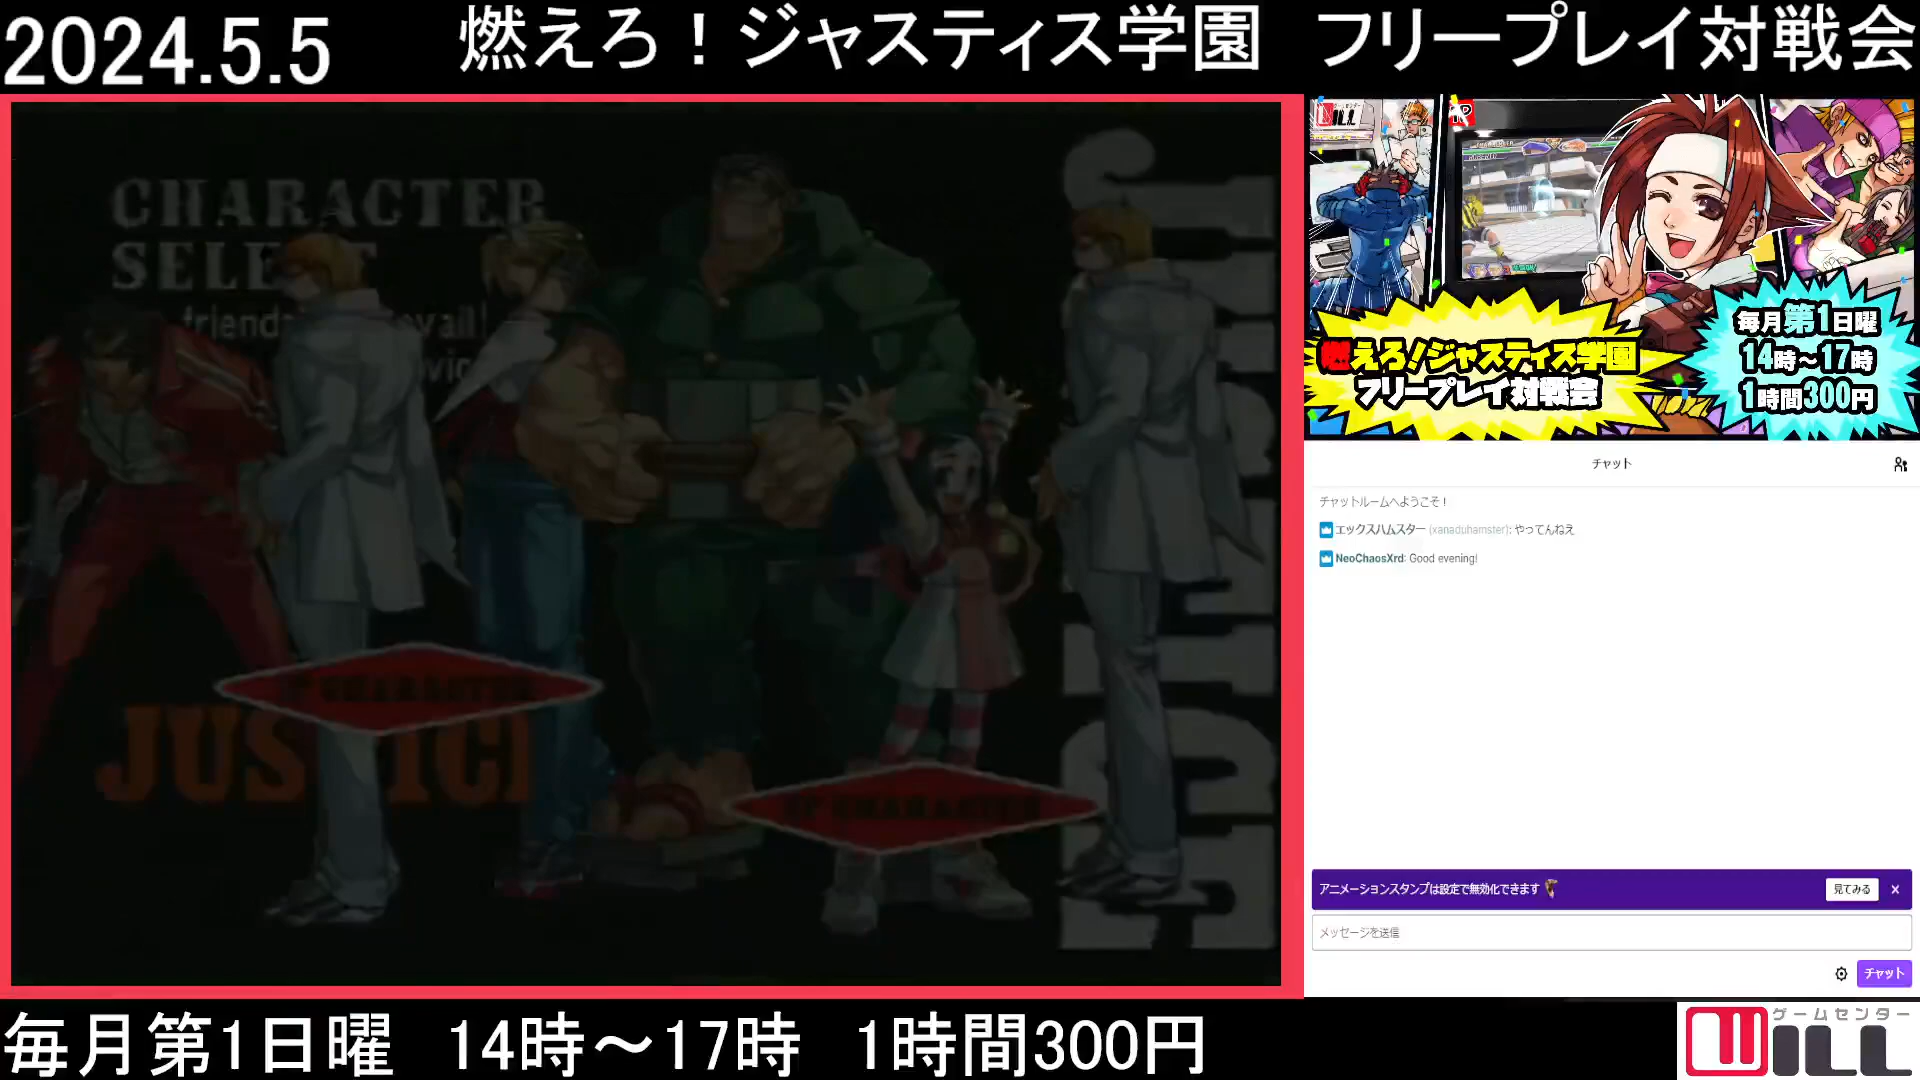 2024.5.5 燃えろ！ジャスティス学園 フリープレイ対戦会
CHARACTER
SELECT
JUSTICE
燃えろ！ジャスティス学園
フリープレイ対戦会
毎月第1日曜
14時～17時
1時間300円
チャット
チャットルームへようこそ！
エックスハムスター (xanaduhamster): やってんねえ
NeoChaosXrd: Good evening!
アニメーションスタンプは設定で無効化できます
見てみる
メッセージを送信
チャット
毎月第1日曜 14時～17時 1時間300円
ゲームセンター
WILL